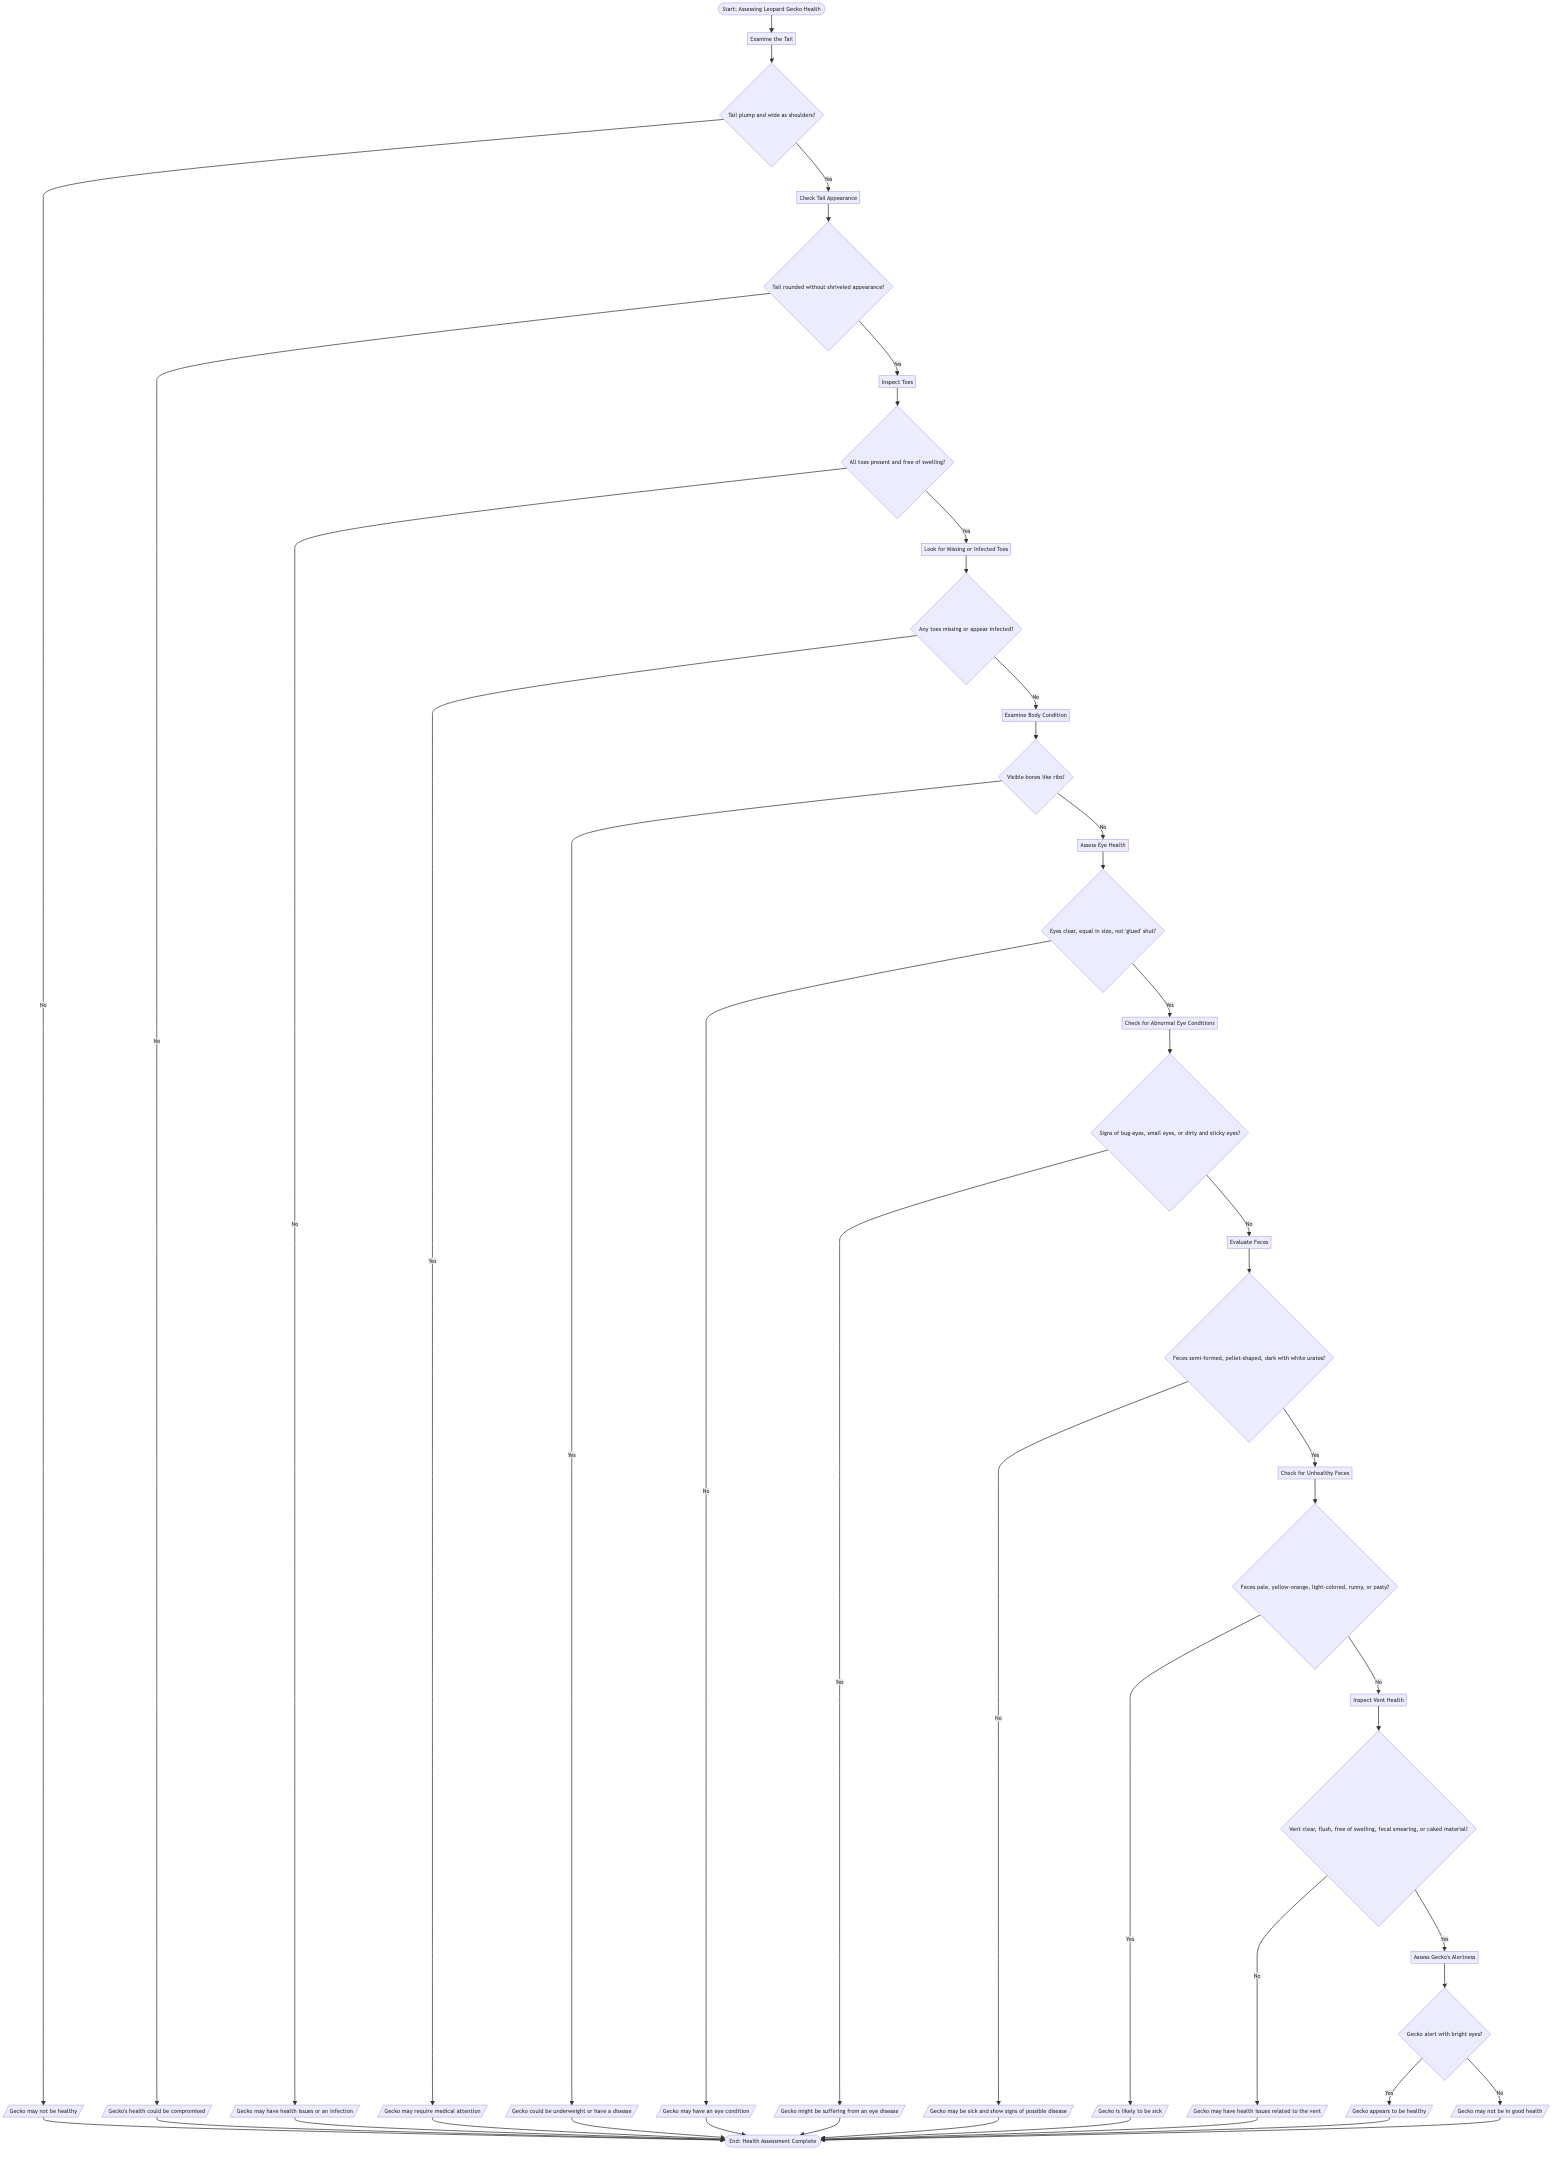 Start: Assessing Leopard Gecko Health
Examine the Tail
Tail plump and wide as shoulders?
Yes
Check Tail Appearance
Tail rounded without shriveled appearance?
Yes
Inspect Toes
All toes present and free of swelling?
Yes
Look for Missing or Infected Toes
Any toes missing or appear infected?
No
Examine Body Condition
Visible bones like ribs?
No
Assess Eye Health
Eyes clear, equal in size, not 'glued' shut?
No
Yes
Check for Abnormal Eye Conditions
No
Signs of bug-eyes, small eyes, or dirty and sticky eyes?
No
No
Evaluate Feces
Yes
Feces semi-formed, pellet-shaped, dark with white urates?
Yes
Yes
Check for Unhealthy Feces
No
Feces pale, yellow-orange, light-colored, runny, or pasty?
Yes
No
Inspect Vent Health
No
Vent clear, flush, free of swelling, fecal smearing, or caked material?
Yes
Yes
Assess Gecko's Alertness
No
Gecko alert with bright eyes?
Yes
No
Gecko may not be healthy
Gecko's health could be compromised
Gecko may have health issues or an infection
Gecko may require medical attention
Gecko could be underweight or have a disease
Gecko may have an eye condition
Gecko might be suffering from an eye disease
Gecko may be sick and show signs of possible disease
Gecko is likely to be sick
Gecko may have health issues related to the vent
Gecko appears to be healthy
Gecko may not be in good health
End: Health Assessment Complete